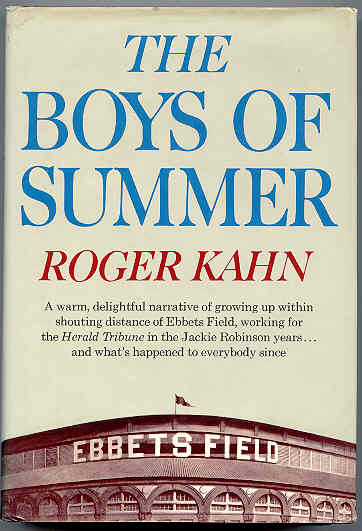 THE
BOYS OF
SUMMER
ROGER KAHN
A warm, delightful narrative of growing up within
shouting distance of Ebbets Field, working for
the Herald Tribune in the Jackie Robinson years...
and what's happened to everybody since
EBBETS FIELD